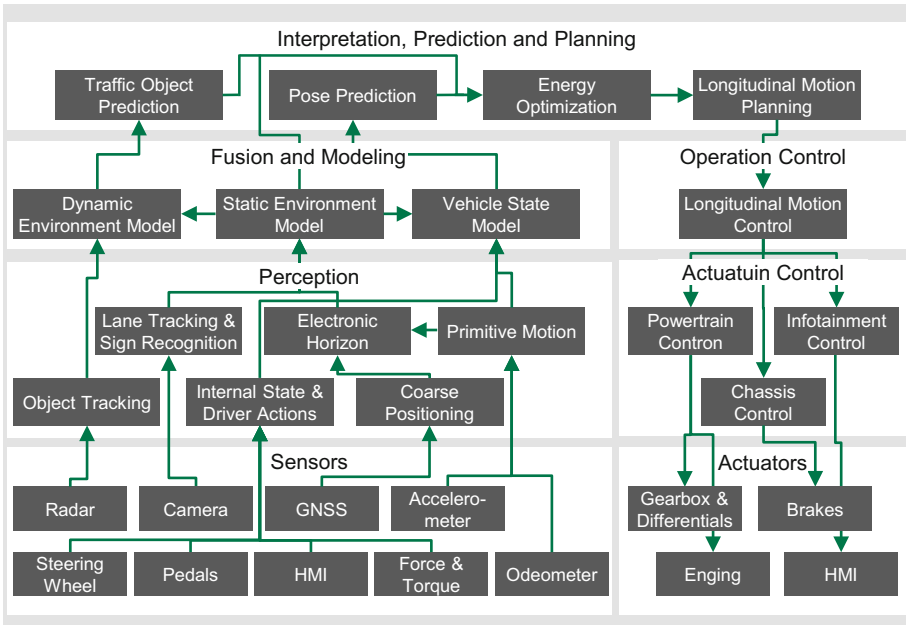 Interpretation, Prediction and Planning
Traffic Object
Prediction
Pose Prediction
Energy
Optimization
Longitudinal Motion
Planning
Fusion and Modeling
Dynamic
Environment Model
Static Environment
Model
Vehicle State
Model
Operation Control
Longitudinal Motion
Control
Perception
Lane Tracking &
Sign Recognition
Electronic
Horizon
Primitive Motion
Object Tracking
Internal State &
Driver Actions
Coarse
Positioning
Actuatuin Control
Powertrain
Contron
Infotainment
Control
Chassis
Control
Sensors
Radar
Camera
GNSS
Accelero-
meter
Steering
Wheel
Pedals
HMI
Force &
Torque
Odeometer
Actuators
Gearbox &
Differentials
Brakes
Enging
HMI